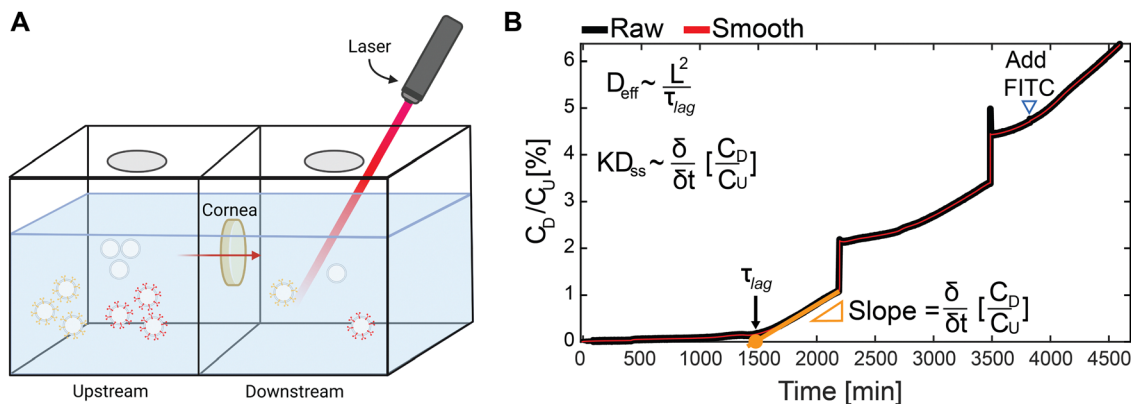 A
Laser
Cornea
Upstream
Downstream
B
Raw
Smooth
D_eff ~ L²/τ_lag
KD_ss ~ δ/δt [C_D/C_U]
Add
FITC
τ_lag
Slope = δ/δt [C_D/C_U]
C_D/C_U [%]
6
5
4
3
2
1
0
0 500 1000 1500 2000 2500 3000 3500 4000 4500
Time [min]